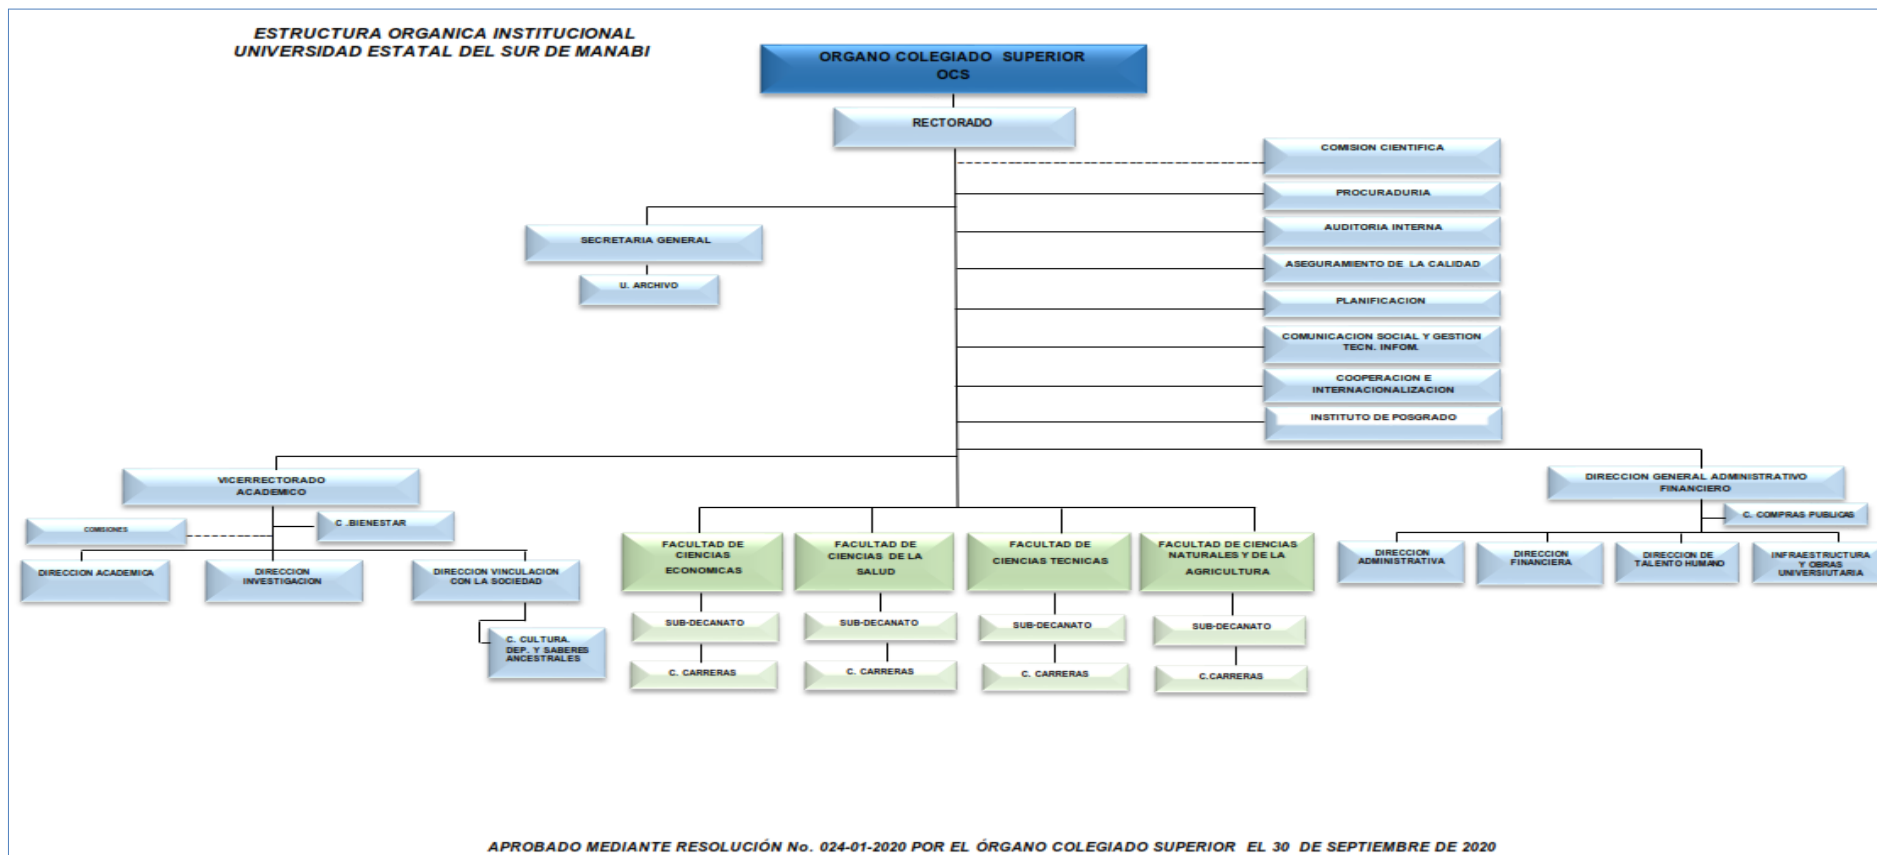 ESTRUCTURA ORGANICA INSTITUCIONAL
UNIVERSIDAD ESTATAL DEL SUR DE MANABI
ORGANO COLEGIADO SUPERIOR
OCS
RECTORADO
COMISION CIENTIFICA
PROCURADURIA
AUDITORIA INTERNA
ASEGURAMIENTO DE LA CALIDAD
PLANIFICACION
COMUNICACION SOCIAL Y GESTION
TECN. INFOM.
COOPERACION E
INTERNACIONALIZACION
INSTITUTO DE POSGRADO
SECRETARIA GENERAL
U. ARCHIVO
VICERRECTORADO
ACADEMICO
COMISIONES
C .BIENESTAR
DIRECCION ACADEMICA
DIRECCION
INVESTIGACION
DIRECCION VINCULACION
CON LA SOCIEDAD
C. CULTURA.
DEP. Y SABERES
ANCESTRALES
FACULTAD DE
CIENCIAS
ECONOMICAS
SUB-DECANATO
C. CARRERAS
FACULTAD DE
CIENCIAS DE LA
SALUD
SUB-DECANATO
C. CARRERAS
FACULTAD DE
CIENCIAS TECNICAS
SUB-DECANATO
C. CARRERAS
FACULTAD DE CIENCIAS
NATURALES Y DE LA
AGRICULTURA
SUB-DECANATO
C.CARRERAS
DIRECCION GENERAL ADMINISTRATIVO
FINANCIERO
C. COMPRAS PUBLICAS
DIRECCION
ADMINISTRATIVA
DIRECCION
FINANCIERA
DIRECCION DE
TALENTO HUMANO
INFRAESTRUCTURA
Y OBRAS
UNIVERSIUTARIA
APROBADO MEDIANTE RESOLUCIÓN No. 024-01-2020 POR EL ÓRGANO COLEGIADO SUPERIOR EL 30 DE SEPTIEMBRE DE 2020